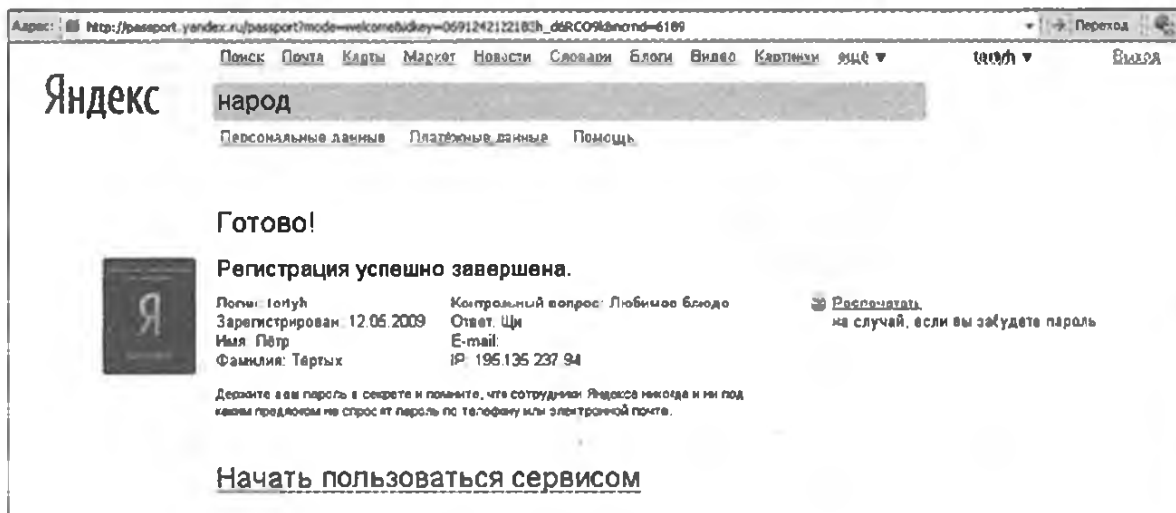 Адрес: http://passport.yandex.ru/passport?mode=welcome&idkey= Переход
Поиск Почта Карты Маркет Новости Словари Блоги Видео Картинки ещё ▼ Выход
Яндекс народ
Персональные данные Платёжные данные Помощь
Готово!
Регистрация успешно завершена.
Я
Логин: tertyh Контрольный вопрос: Любимое блюдо Распечатать
Зарегистрирован: 12.05.2009 Ответ: Щи на случай, если вы забудете пароль
Имя: Пётр E-mail:
Фамилия: Тертых IP: 195.135.237.94
Держите ваш пароль в секрете и помните, что сотрудники Яндекса никогда и ни под
каким предлогом не спросят пароль по телефону или электронной почте.
Начать пользоваться сервисом